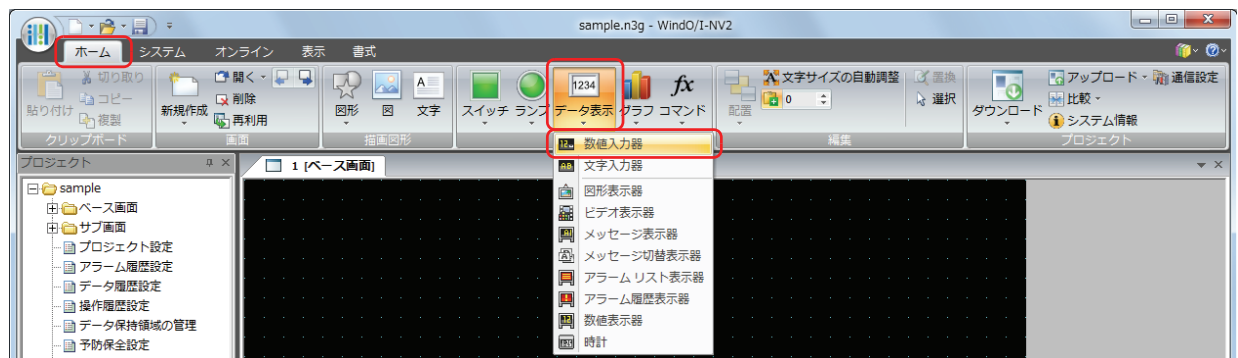 sample.n3g - WindO/I-NV2
ホーム システム オンライン 表示 書式
貼り付け 切り取り コピー 複製
クリップボード
新規作成 開く 削除 再利用
画面
図形 図 文字
描画図形
スイッチ ランプ 1234 データ表示 グラフ fx コマンド
配置 文字サイズの自動調整 0 置換 選択
編集
ダウンロード アップロード 通信設定 比較 システム情報
プロジェクト
数値入力器
文字入力器
図形表示器
ビデオ表示器
メッセージ表示器
メッセージ切替表示器
アラーム リスト表示器
アラーム履歴表示器
数値表示器
時計
プロジェクト
sample
ベース画面
サブ画面
プロジェクト設定
アラーム履歴設定
データ履歴設定
操作履歴設定
データ保持領域の管理
予防保全設定
1 [ベース画面]